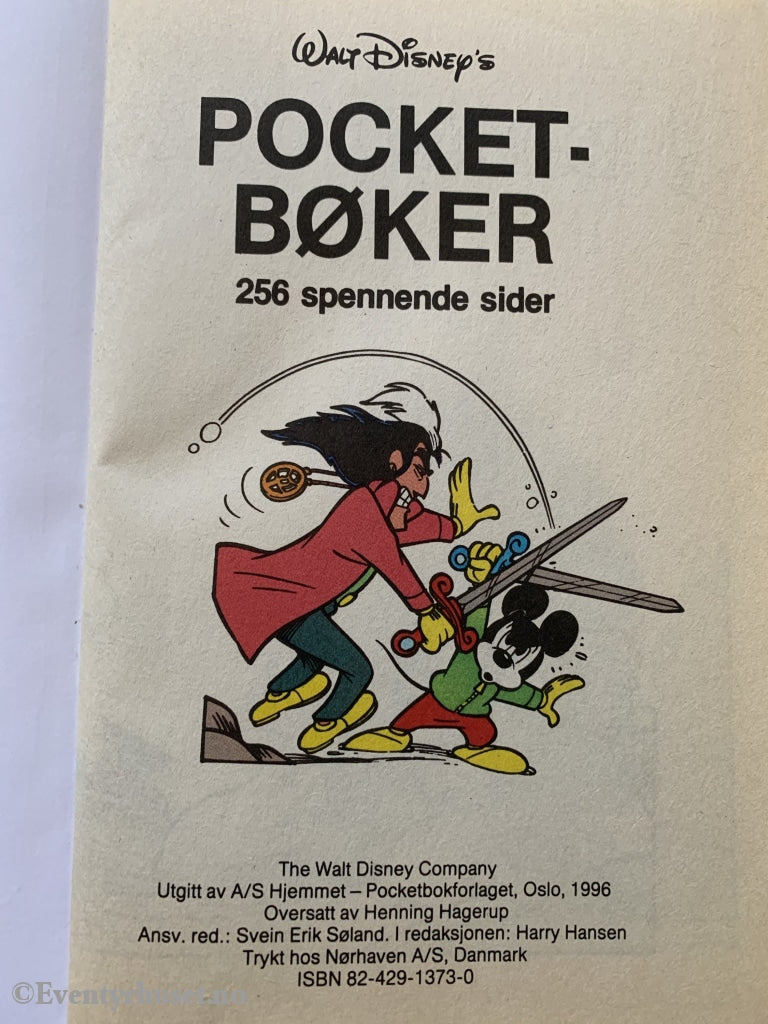 Walt Disney's
POCKET-
BØKER
256 spennende sider
The Walt Disney Company
Utgitt av A/S Hjemmet – Pocketbokforlaget, Oslo, 1996
Oversatt av Henning Hagerup
Ansv. red.: Svein Erik Søland. I redaksjonen: Harry Hansen
Trykt hos Nørhaven A/S, Danmark
ISBN 82-429-1373-0
©Eventyrhuset.no